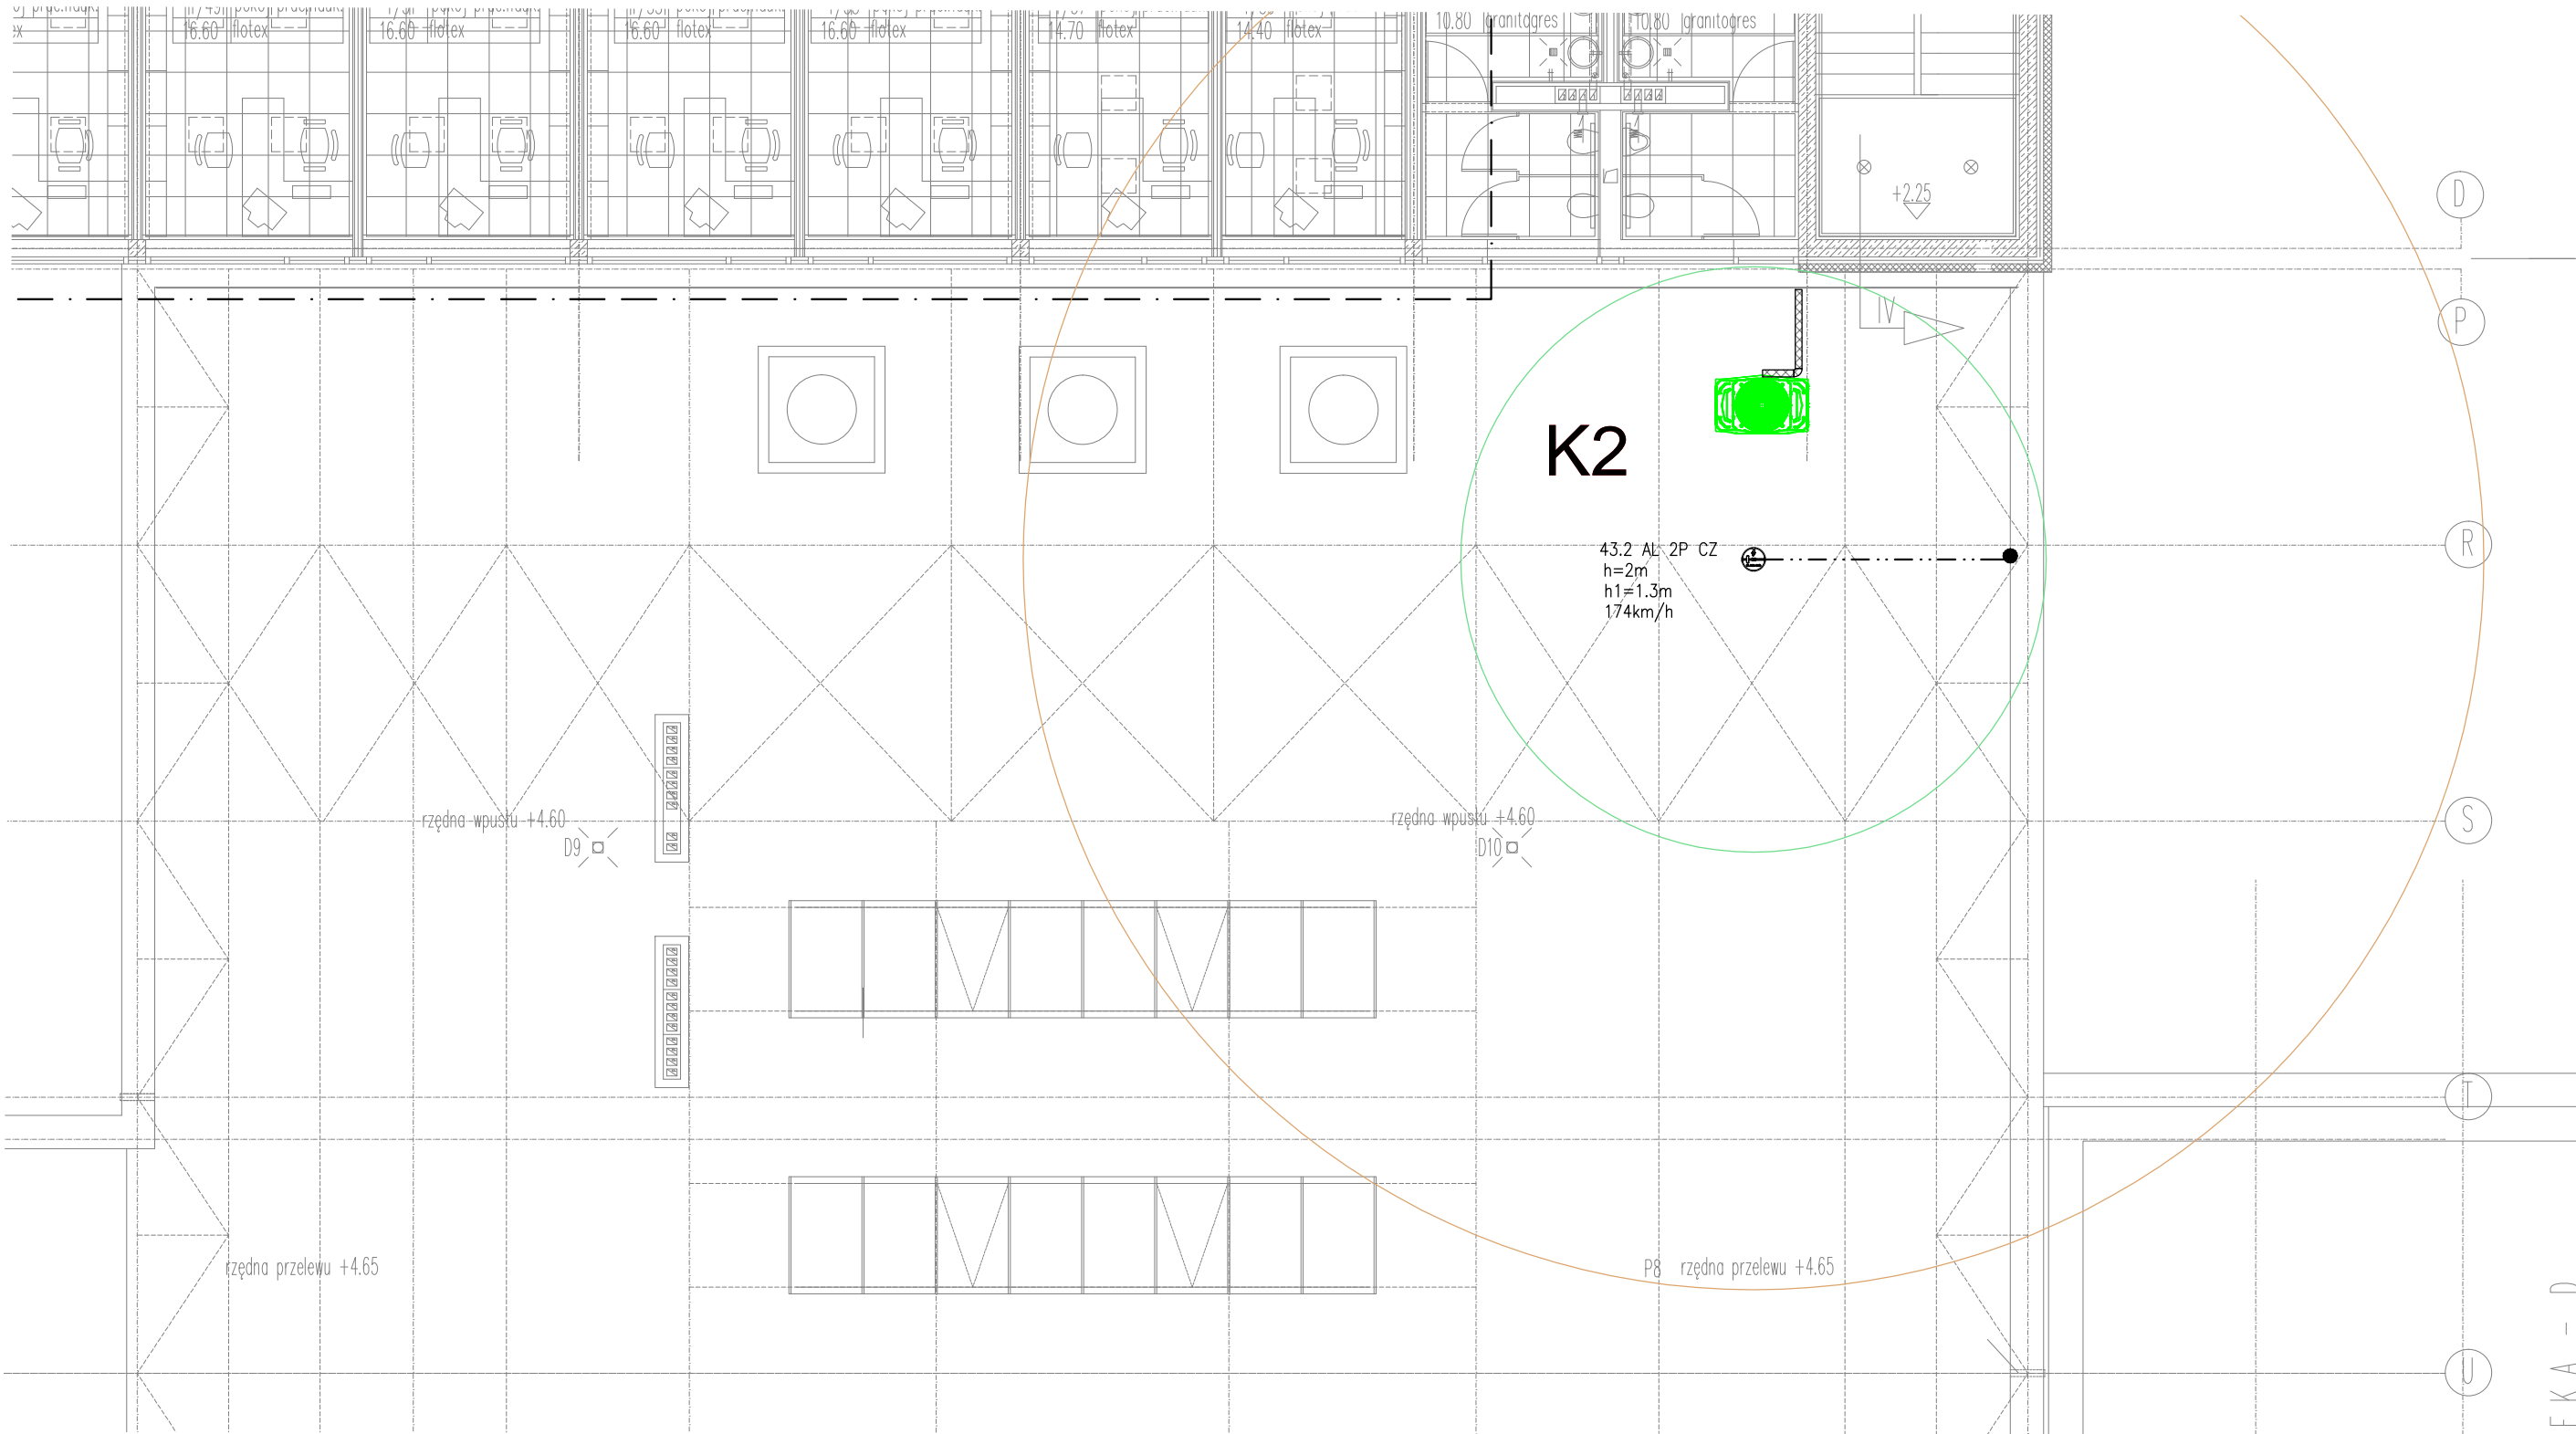 16.60 flotex
16.60 flotex
16.60 flotex
16.60 flotex
14.70 flotex
14.40 flotex
10.80 granitogres
10.80 granitogres
+2.25
D
IV
P
K2
43.2 AL 2P CZ
h=2m
h1=1.3m
174km/h
R
rzędna wpustu +4.60
D9
rzędna wpustu +4.60
D10
S
T
rzędna przelewu +4.65
P8 rzędna przelewu +4.65
U